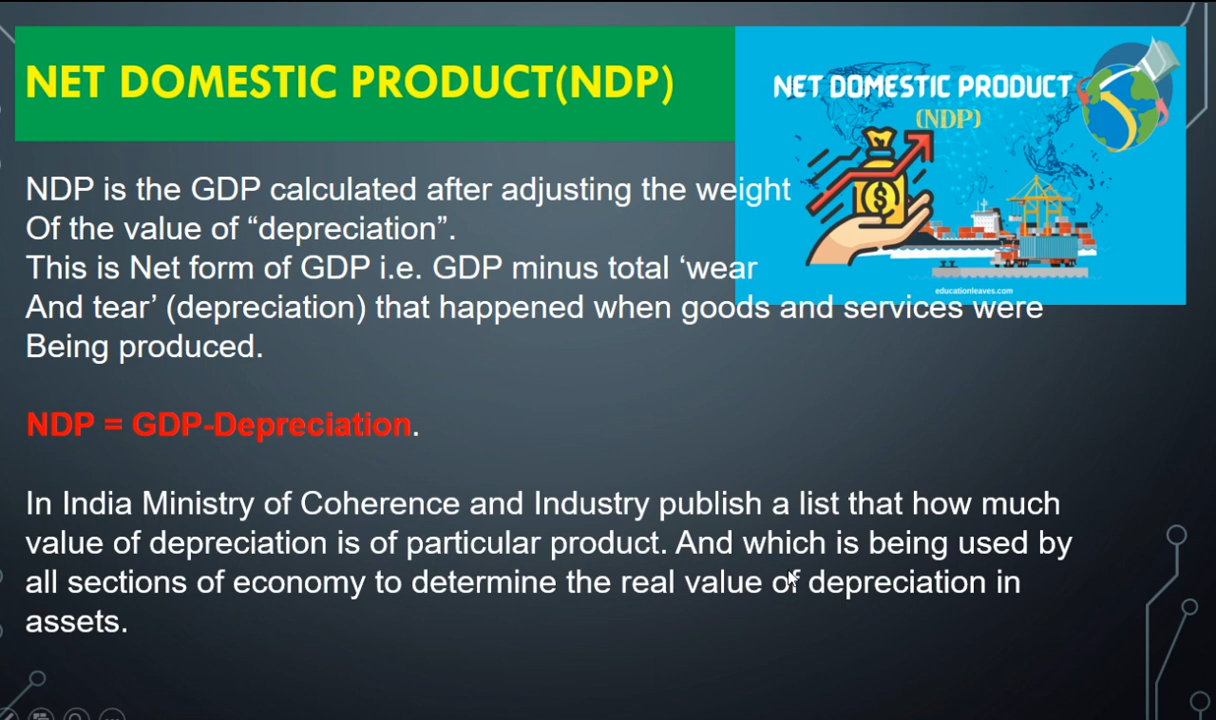 NET DOMESTIC PRODUCT(NDP)
NET DOMESTIC PRODUCT
(NDP)
$
educationleaves.com
NDP is the GDP calculated after adjusting the weight
Of the value of “depreciation”.
This is Net form of GDP i.e. GDP minus total ‘wear
And tear’ (depreciation) that happened when goods and services were
Being produced.
NDP = GDP-Depreciation.
In India Ministry of Coherence and Industry publish a list that how much
value of depreciation is of particular product. And which is being used by
all sections of economy to determine the real value of depreciation in
assets.